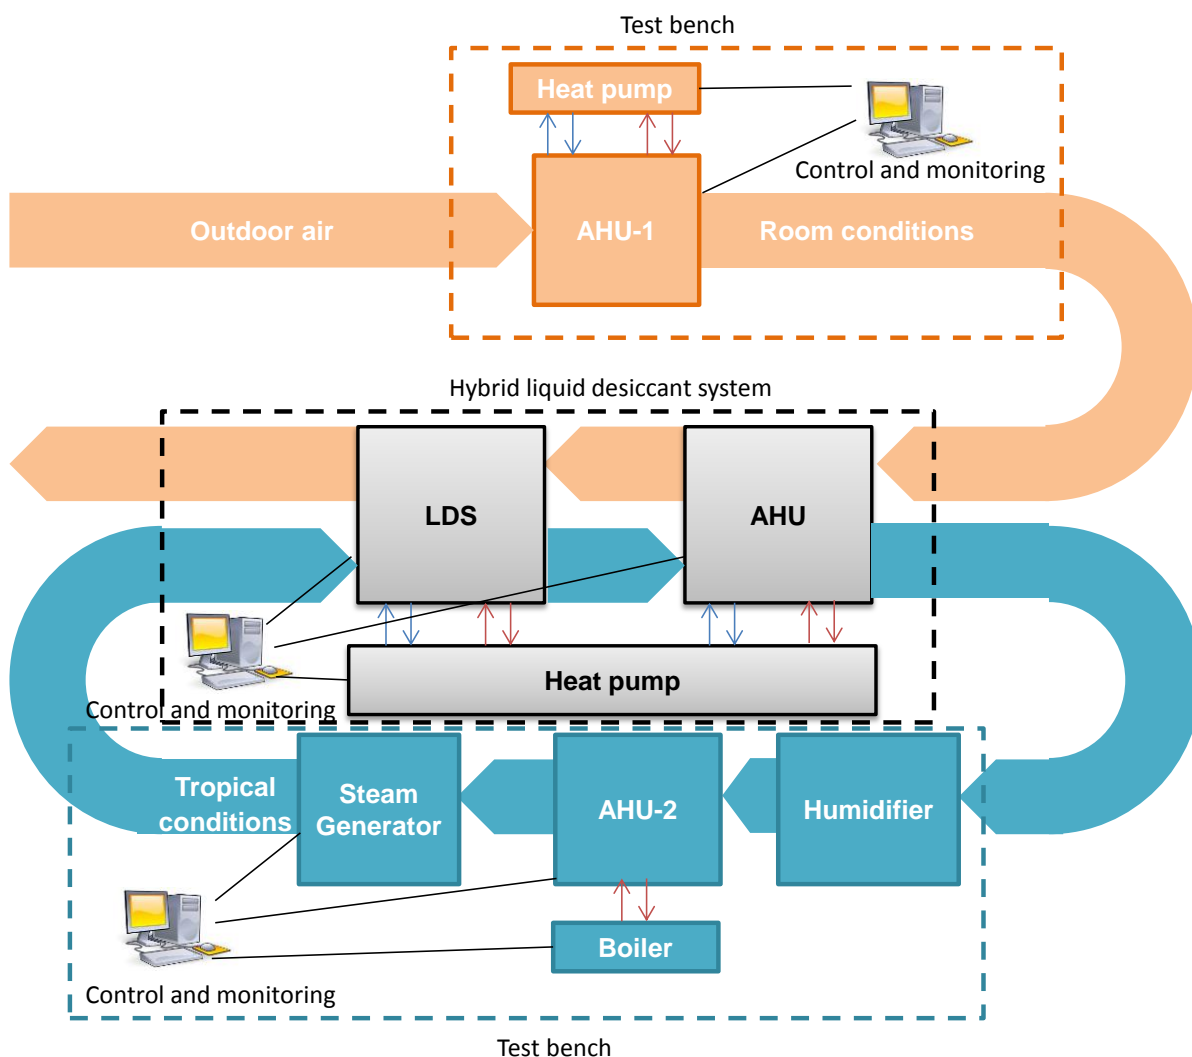 Test bench
Heat pump
Control and monitoring
Outdoor air
AHU-1
Room conditions
Hybrid liquid desiccant system
LDS
AHU
Heat pump
Control and monitoring
Tropical
conditions
Steam
Generator
AHU-2
Humidifier
Boiler
Control and monitoring
Test bench